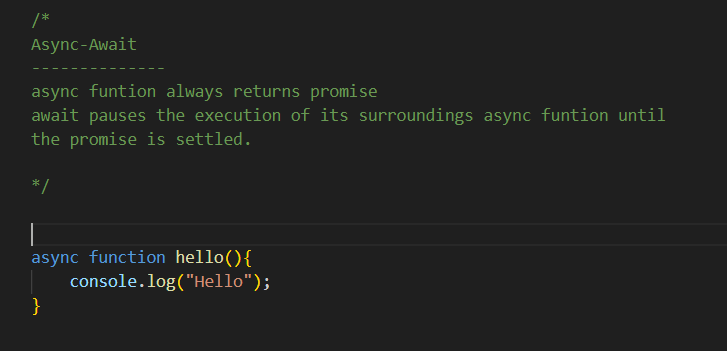 /*
Async-Await
--------------
async funtion always returns promise
await pauses the execution of its surroundings async funtion until
the promise is settled.
*/
async function hello(){
console.log("Hello");
}